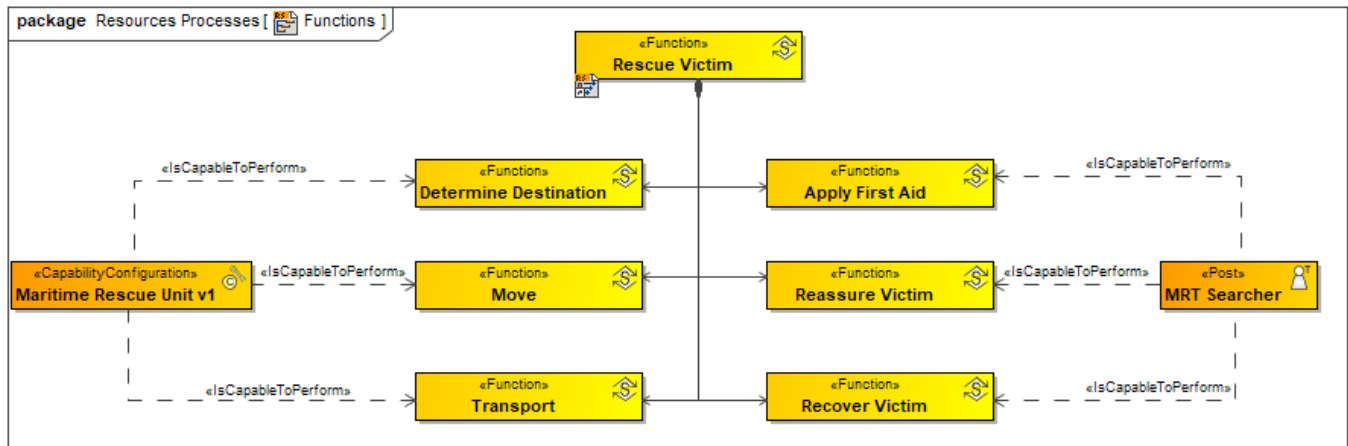 package Resources Processes [ Functions ]
«Function»
Rescue Victim
«IsCapableToPerform»
«Function»
Determine Destination
«Function»
Apply First Aid
«IsCapableToPerform»
«CapabilityConfiguration»
Maritime Rescue Unit v1
«IsCapableToPerform»
«Function»
Move
«Function»
Reassure Victim
«IsCapableToPerform»
«Post»
MRT Searcher
«IsCapableToPerform»
«Function»
Transport
«Function»
Recover Victim
«IsCapableToPerform»